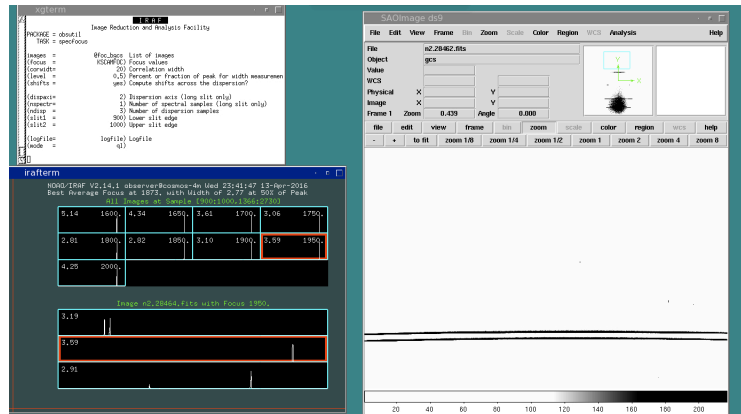 xgterm
IRAF
Image Reduction and Analysis Facility
PACKAGE = obsutil
TASK = specfocus
images = @foc_bgcs List of images
(focus = KSCAMFOC) Focus values
(corwidt= 20) Correlation width
(level = 0.5) Percent or fraction of peak for width measuremen
(shifts = yes) Compute shifts across the dispersion?
(dispaxi= 2) Dispersion axis (long slit only)
(nspectr= 1) Number of spectral samples (long slit only)
(ndisp = 3) Number of dispersion samples
(slit1 = 900) Lower slit edge
(slit2 = 1000) Upper slit edge
(logfile= logfile) Logfile
(mode = ql)
irafterm
NOAO/IRAF V2.14.1 observer@cosmos-4m Wed 23:41:47 13-Apr-2016
Best Average Focus at 1873. with Width of 2.77 at 50% of Peak
All Images at Sample [900:1000,1366:2730]
5.14 1600. 4.34 1650. 3.61 1700. 3.06 1750.
2.81 1800. 2.82 1850. 3.10 1900. 3.59 1950.
4.25 2000.
Image n2.28464.fits with Focus 1950.
3.19
3.59
2.91
SAOImage ds9
File Edit View Frame Bin Zoom Scale Color Region WCS Analysis Help
File n2.28462.fits
Object gcs
Value
WCS
Physical X Y
Image X Y
Frame 1 Zoom 0.439 Angle 0.000
Y
X
file edit view frame bin zoom scale color region wcs help
- + to fit zoom 1/8 zoom 1/4 zoom 1/2 zoom 1 zoom 2 zoom 4 zoom 8
20 40 60 80 100 120 140 160 180 200